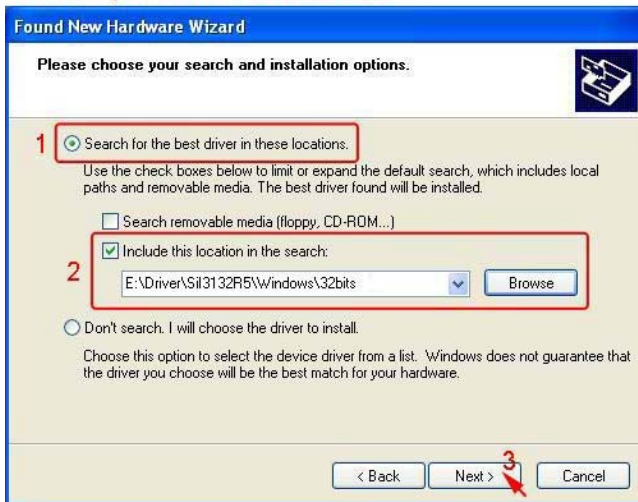 Found New Hardware Wizard
Please choose your search and installation options.
1
Search for the best driver in these locations.
Use the check boxes below to limit or expand the default search, which includes local
paths and removable media. The best driver found will be installed.
Search removable media (floppy, CD-ROM...)
Include this location in the search:
2
E:\Driver\SiI3132R5\Windows\32bits
Browse
Don't search. I will choose the driver to install.
Choose this option to select the device driver from a list. Windows does not guarantee that
the driver you choose will be the best match for your hardware.
< Back
Next >
3
Cancel